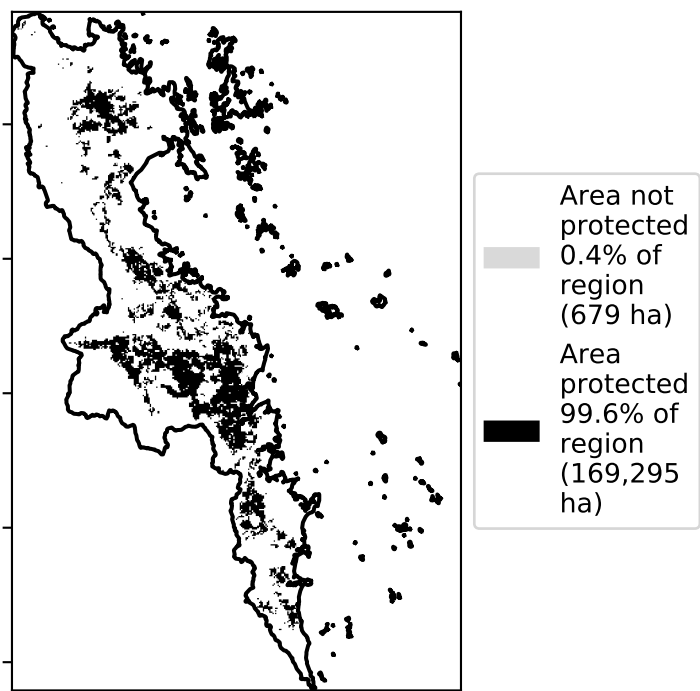 Area not
protected
0.4% of
region
(679 ha)
Area
protected
99.6% of
region
(169,295
ha)